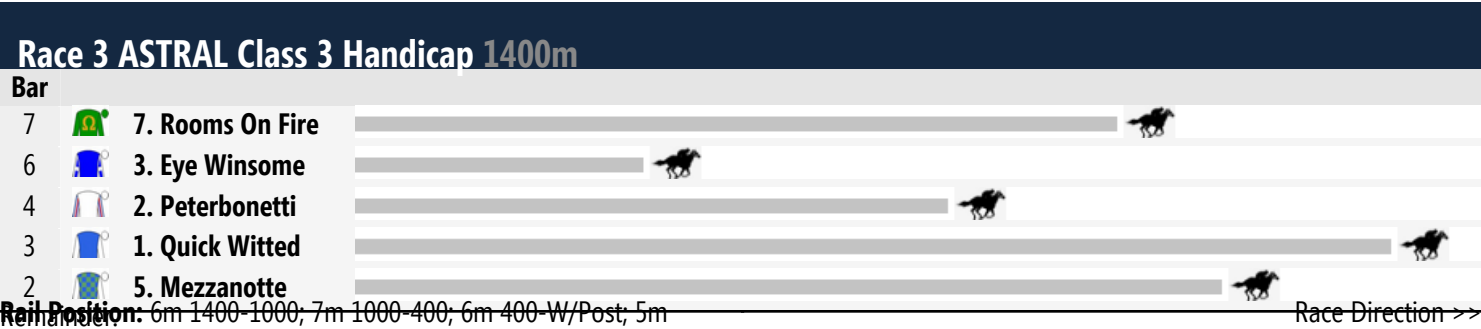 Race 3 ASTRAL Class 3 Handicap 1400m
Bar
7 7. Rooms On Fire
6 3. Eye Winsome
4 2. Peterbonetti
3 1. Quick Witted
2 5. Mezzanotte
Rail Position: 6m 1400-1000; 7m 1000-400; 6m 400-W/Post; 5m Race Direction >>
Remainder.